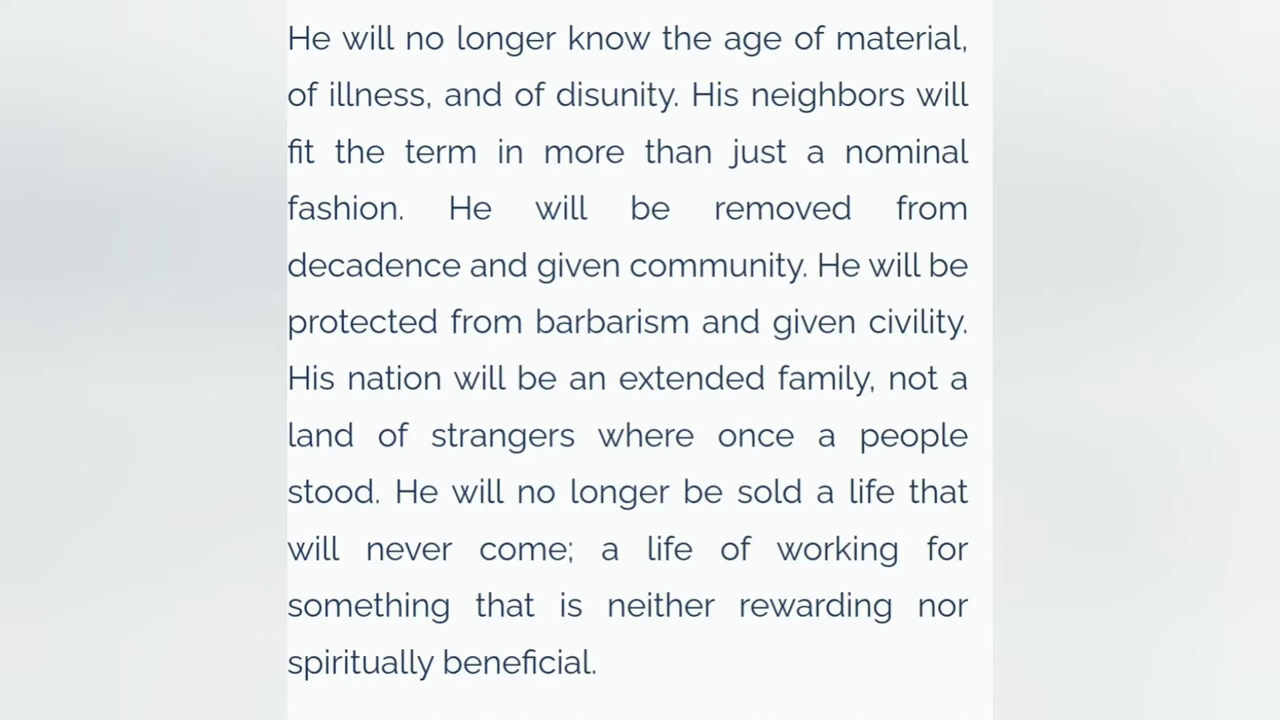 He will no longer know the age of material,
of illness, and of disunity. His neighbors will
fit the term in more than just a nominal
fashion. He will be removed from
decadence and given community. He will be
protected from barbarism and given civility.
His nation will be an extended family, not a
land of strangers where once a people
stood. He will no longer be sold a life that
will never come; a life of working for
something that is neither rewarding nor
spiritually beneficial.